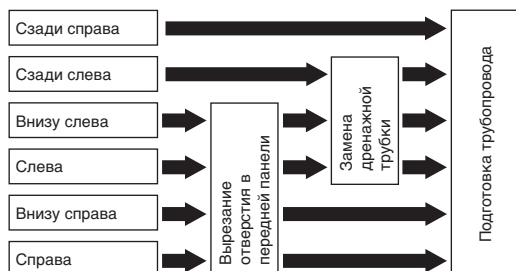 Сзади справа
Сзади слева
Внизу слева
Слева
Внизу справа
Справа
Вырезание
отверстия в
передней панели
Замена
дренажной
трубки
Подготовка трубопровода